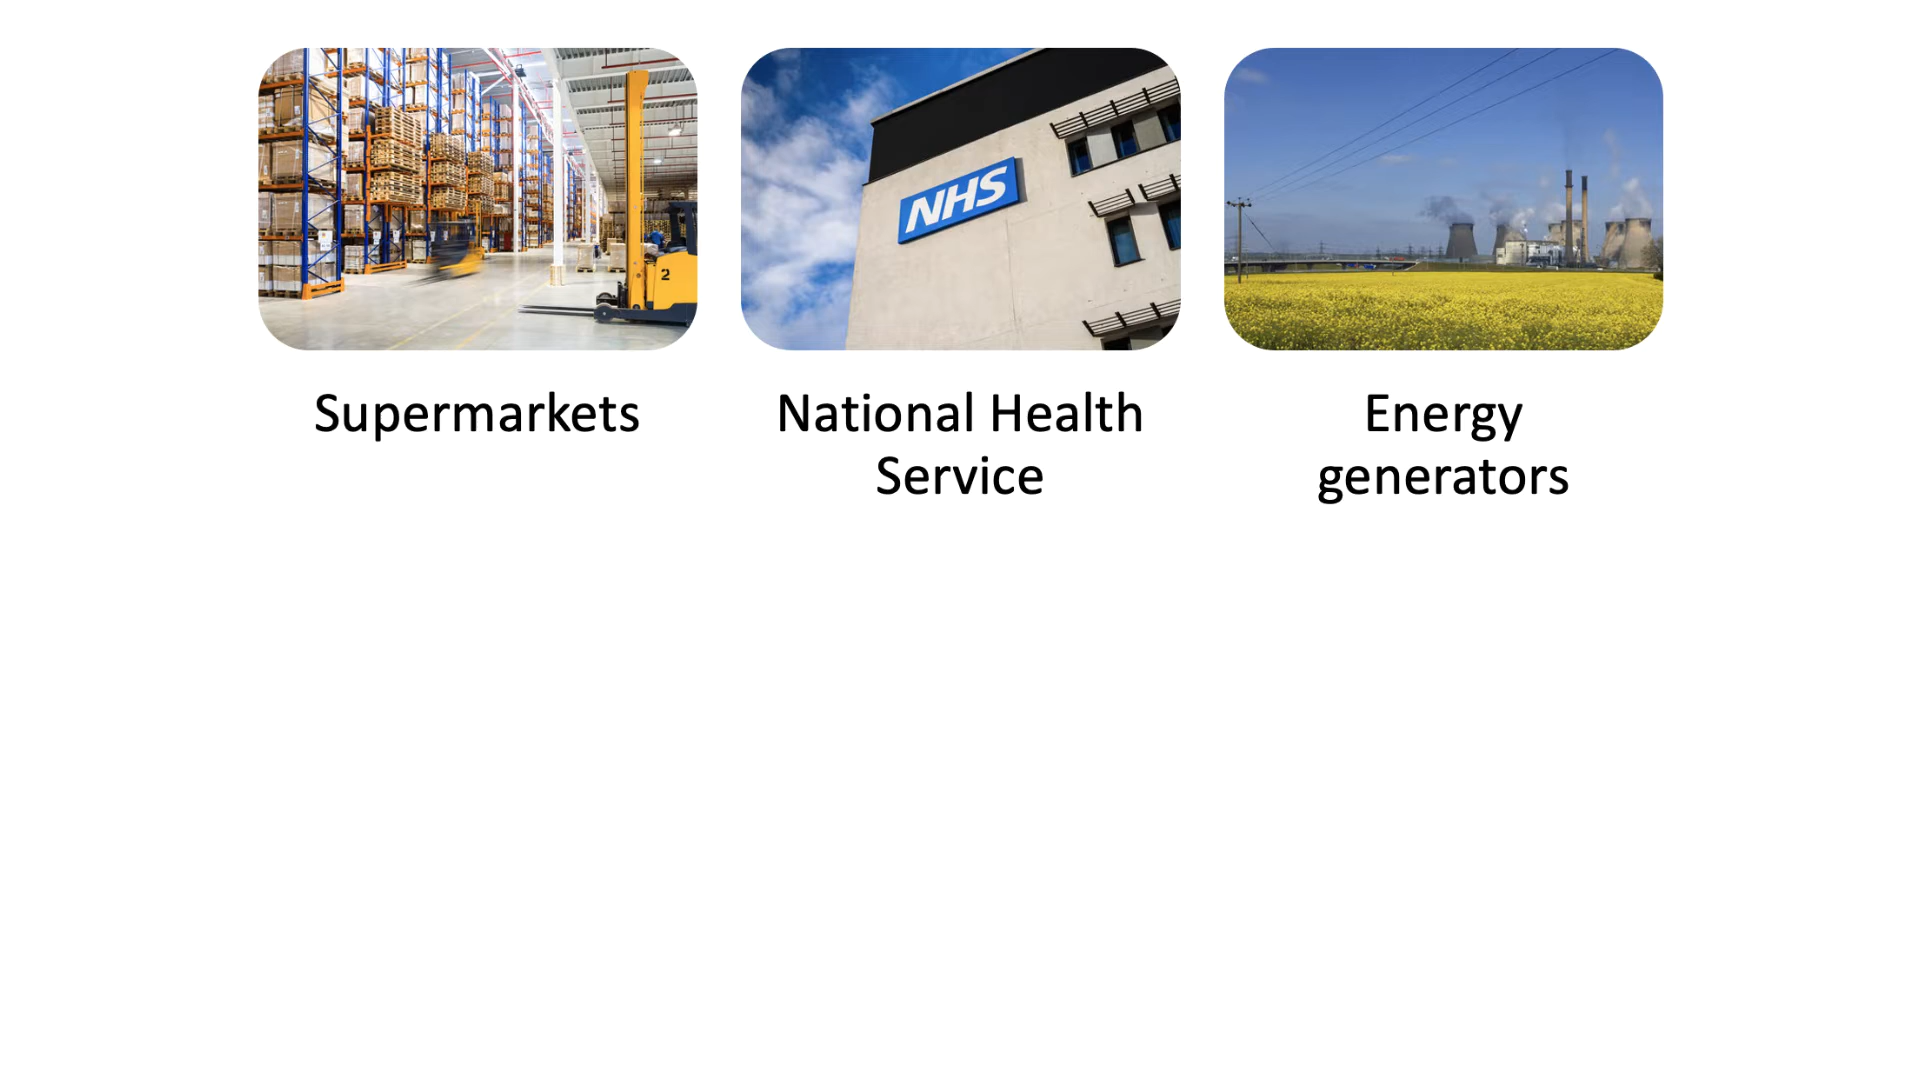 2
NHS
Supermarkets
National Health
Service
Energy
generators